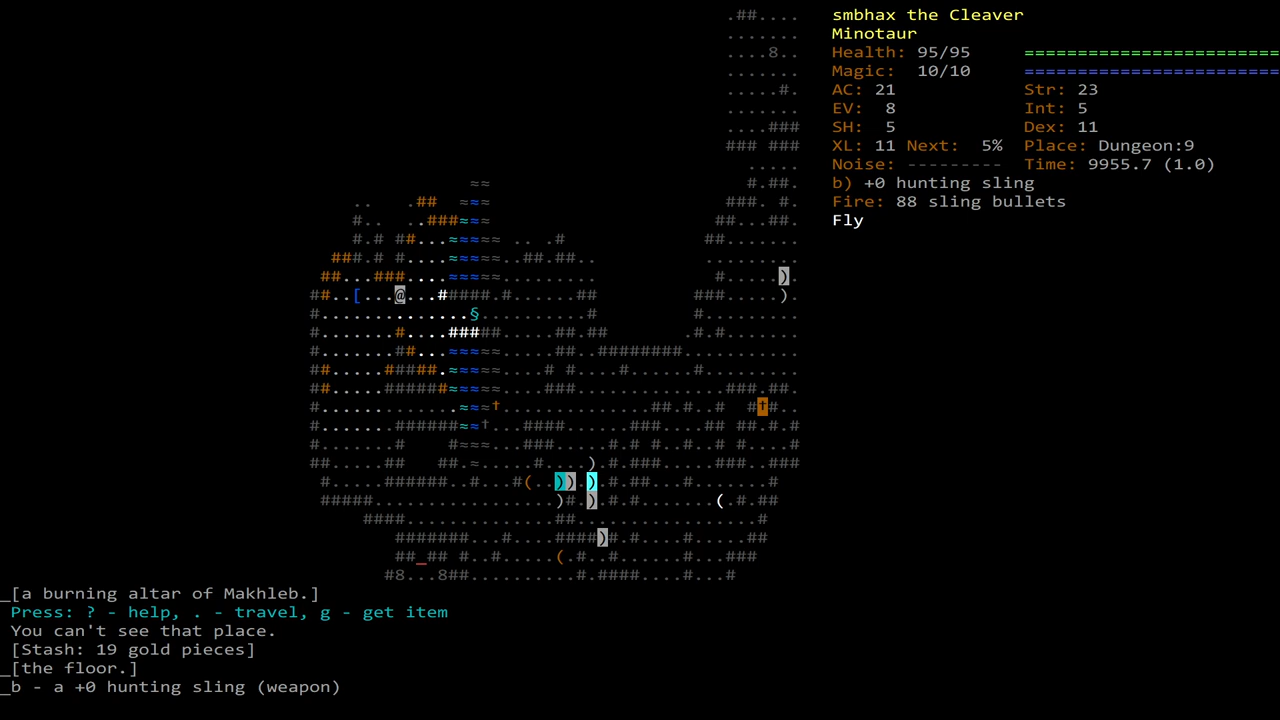 smbhax the Cleaver
Minotaur
Health: 95/95
Magic: 10/10
AC: 21 Str: 23
EV: 8 Int: 5
SH: 5 Dex: 11
XL: 11 Next: 5% Place: Dungeon:9
Noise: --------- Time: 9955.7 (1.0)
b) +0 hunting sling
Fire: 88 sling bullets
Fly
_[a burning altar of Makhleb.]
Press: ? - help, . - travel, g - get item
You can't see that place.
[Stash: 19 gold pieces]
_[the floor.]
_b - a +0 hunting sling (weapon)